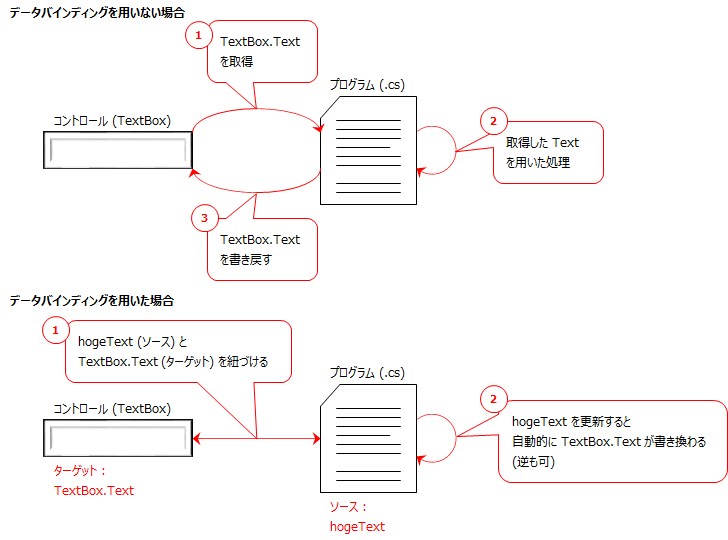 データバインディングを用いない場合
1
TextBox.Text
を取得
プログラム (.cs)
コントロール (TextBox)
2
取得した Text
を用いた処理
3
TextBox.Text
を書き戻す
データバインディングを用いた場合
1
hogeText (ソース) と
TextBox.Text (ターゲット) を紐づける
プログラム (.cs)
コントロール (TextBox)
2
hogeText を更新すると
自動的に TextBox.Text が書き換わる
(逆も可)
ターゲット：
TextBox.Text
ソース：
hogeText